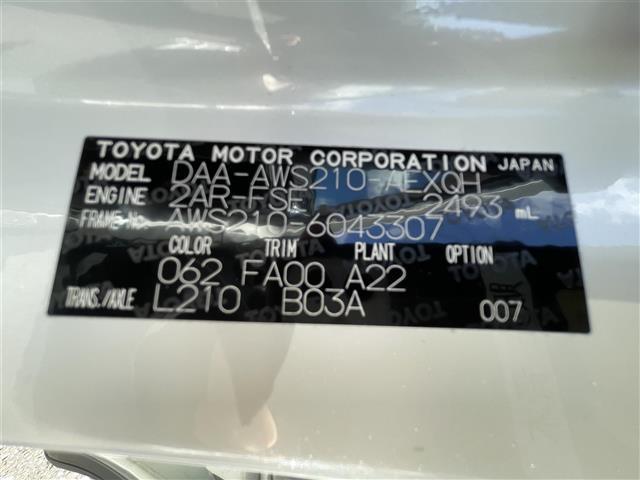 TOYOTA MOTOR CORPORATION JAPAN
MODEL DAA-AWS210-AEXQH
ENGINE 2AR-FSE 2493 mL
FRAME No. AWS210-6043307
COLOR TRIM PLANT OPTION
062 FA00 A22
TRANS./AXLE L210 B03A 007